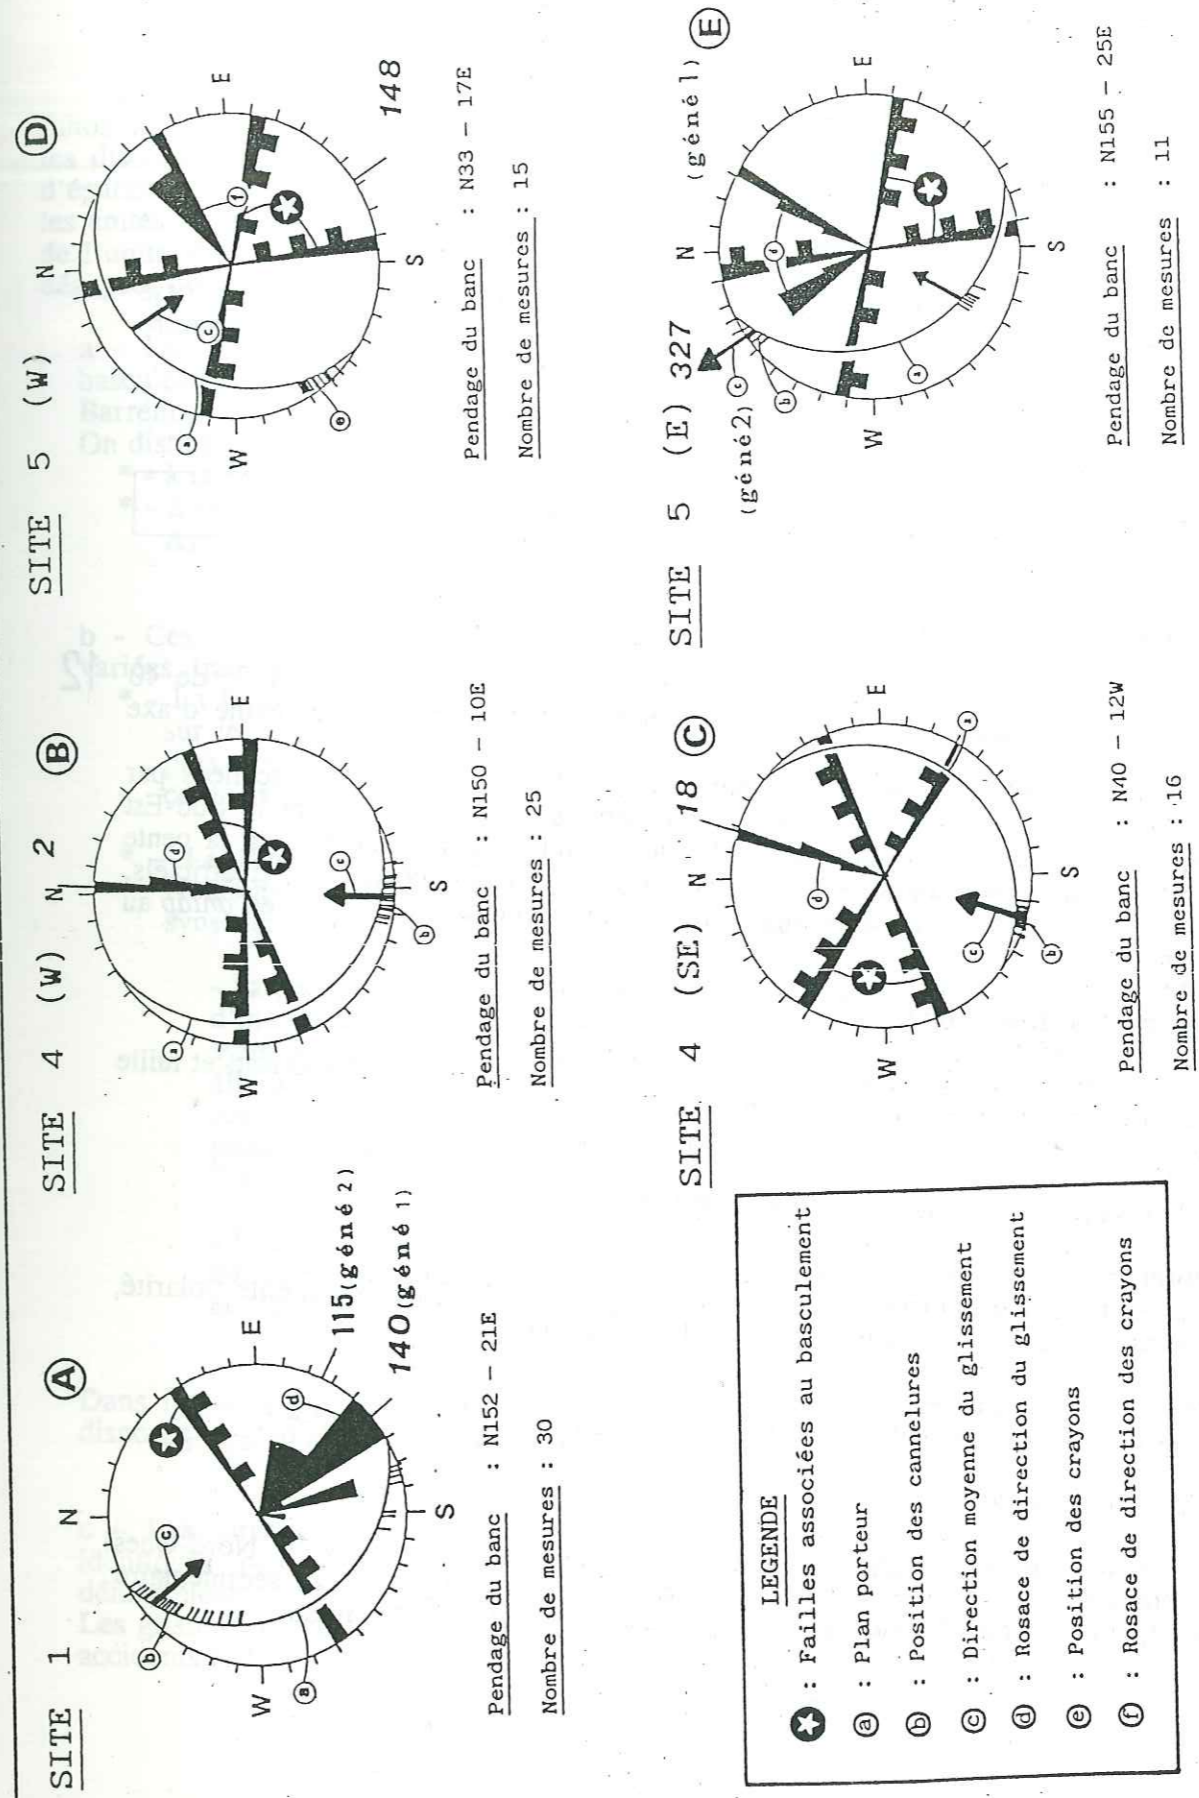 SITE 1 A
N
E
S
W
a
b
c
d
115 (géné 2)
140 (géné 1)
Pendage du banc : N152 - 21E
Nombre de mesures : 30
SITE 4 (W) 2 B
N
E
S
W
a
b
c
d
Pendage du banc : N150 - 10E
Nombre de mesures : 25
SITE 5 (W) D
N
E
S
W
a
c
e
f
148
Pendage du banc : N33 - 17E
Nombre de mesures : 15
LEGENDE
: Failles associées au basculement
a : Plan porteur
b : Position des cannelures
c : Direction moyenne du glissement
d : Rosace de direction du glissement
e : Position des crayons
f : Rosace de direction des crayons
SITE 4 (SE) 18 C
N
E
S
W
a
b
c
d
Pendage du banc : N40 - 12W
Nombre de mesures : 16
SITE 5 (E) 327 (géné 1) E
(géné 2)
N
E
S
W
a
b
c
d
Pendage du banc : N155 - 25E
Nombre de mesures : 11